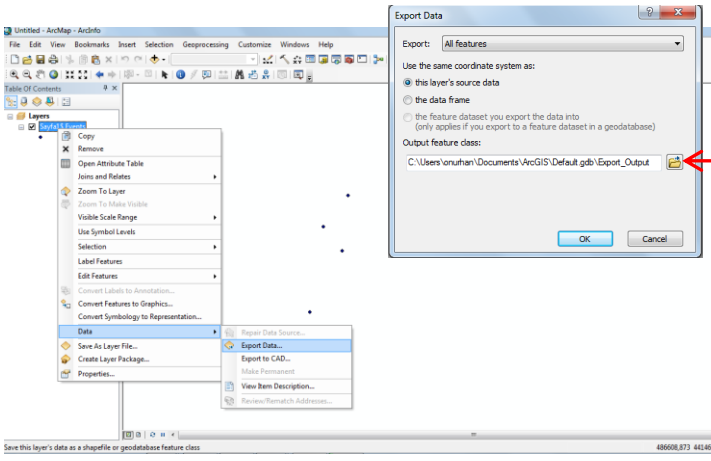 Untitled - ArcMap - ArcInfo
File Edit View Bookmarks Insert Selection Geoprocessing Customize Windows Help
Table Of Contents
Layers
Sayfa1$ Events
Copy
Remove
Open Attribute Table
Joins and Relates
Zoom To Layer
Zoom To Make Visible
Visible Scale Range
Use Symbol Levels
Selection
Label Features
Edit Features
Convert Labels to Annotation...
Convert Features to Graphics...
Convert Symbology to Representation...
Data
Save As Layer File...
Create Layer Package...
Properties...
Repair Data Source...
Export Data...
Export to CAD...
Make Permanent
View Item Description...
Review/Rematch Addresses...
Export Data
Export: All features
Use the same coordinate system as:
this layer's source data
the data frame
the feature dataset you export the data into
(only applies if you export to a feature dataset in a geodatabase)
Output feature class:
C:\Users\onurhan\Documents\ArcGIS\Default.gdb\Export_Output
OK Cancel
Save this layer's data as a shapefile or geodatabase feature class
486608,873 44146